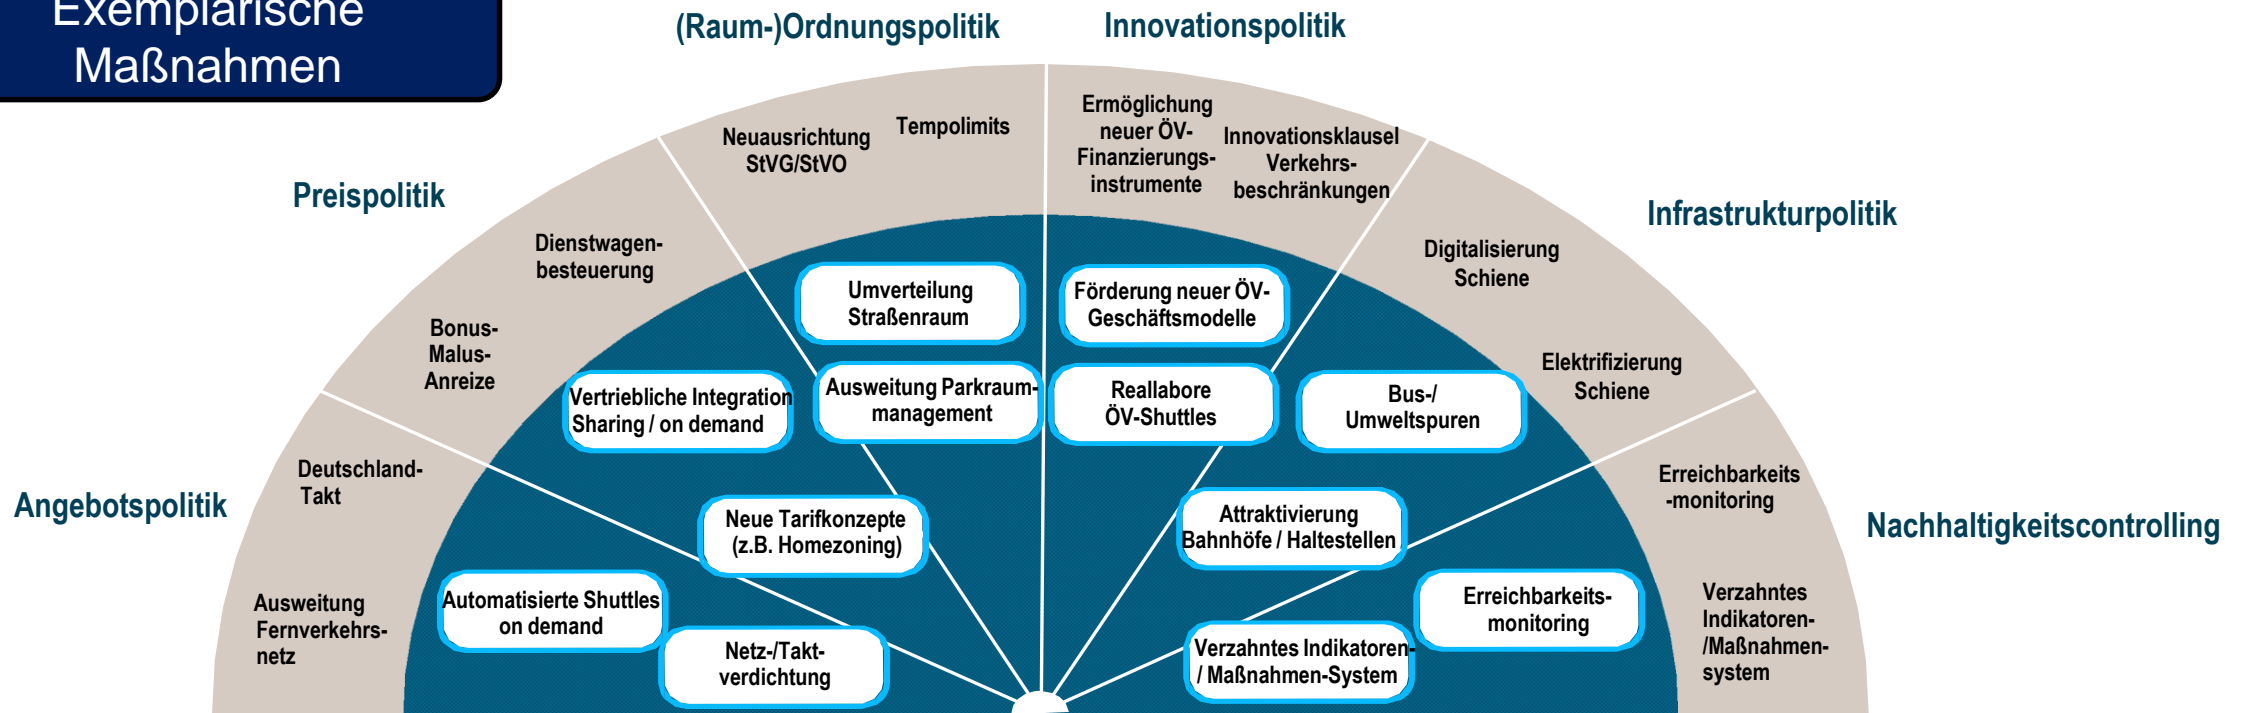 Exemplarische
Maßnahmen
(Raum-)Ordnungspolitik
Innovationspolitik
Preispolitik
Infrastrukturpolitik
Angebotspolitik
Nachhaltigkeitscontrolling
Neuausrichtung
StVG/StVO
Tempolimits
Ermöglichung
neuer ÖV-
Finanzierungs-
instrumente
Innovationsklausel
Verkehrs-
beschränkungen
Dienstwagen-
besteuerung
Bonus-
Malus-
Anreize
Digitalisierung
Schiene
Elektrifizierung
Schiene
Deutschland-
Takt
Ausweitung
Fernverkehrs-
netz
Erreichbarkeits
-monitoring
Verzahntes
Indikatoren-
/Maßnahmen-
system
Umverteilung
Straßenraum
Förderung neuer ÖV-
Geschäftsmodelle
Vertriebliche Integration
Sharing / on demand
Ausweitung Parkraum-
management
Reallabore
ÖV-Shuttles
Bus-/
Umweltspuren
Neue Tarifkonzepte
(z.B. Homezoning)
Attraktivierung
Bahnhöfe / Haltestellen
Automatisierte Shuttles
on demand
Netz-/Takt-
verdichtung
Verzahntes Indikatoren-
/ Maßnahmen-System
Erreichbarkeits-
monitoring